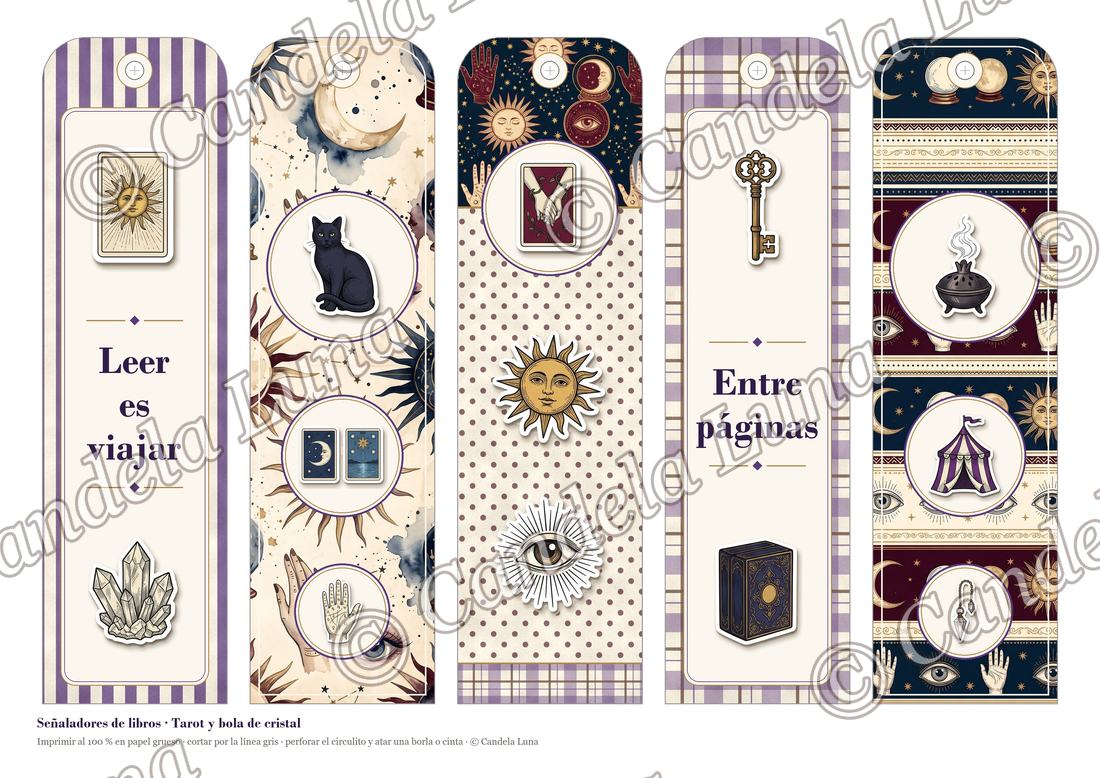 Leer
es
viajar
Entre
páginas
Señaladores de libros · Tarot y bola de cristal
Imprimir al 100 % en papel grueso · cortar por la línea gris · perforar el circulito y atar una borla o cinta · © Candela Luna
© Candela Luna
© Candela Luna
© Candela Luna
© Candela Luna